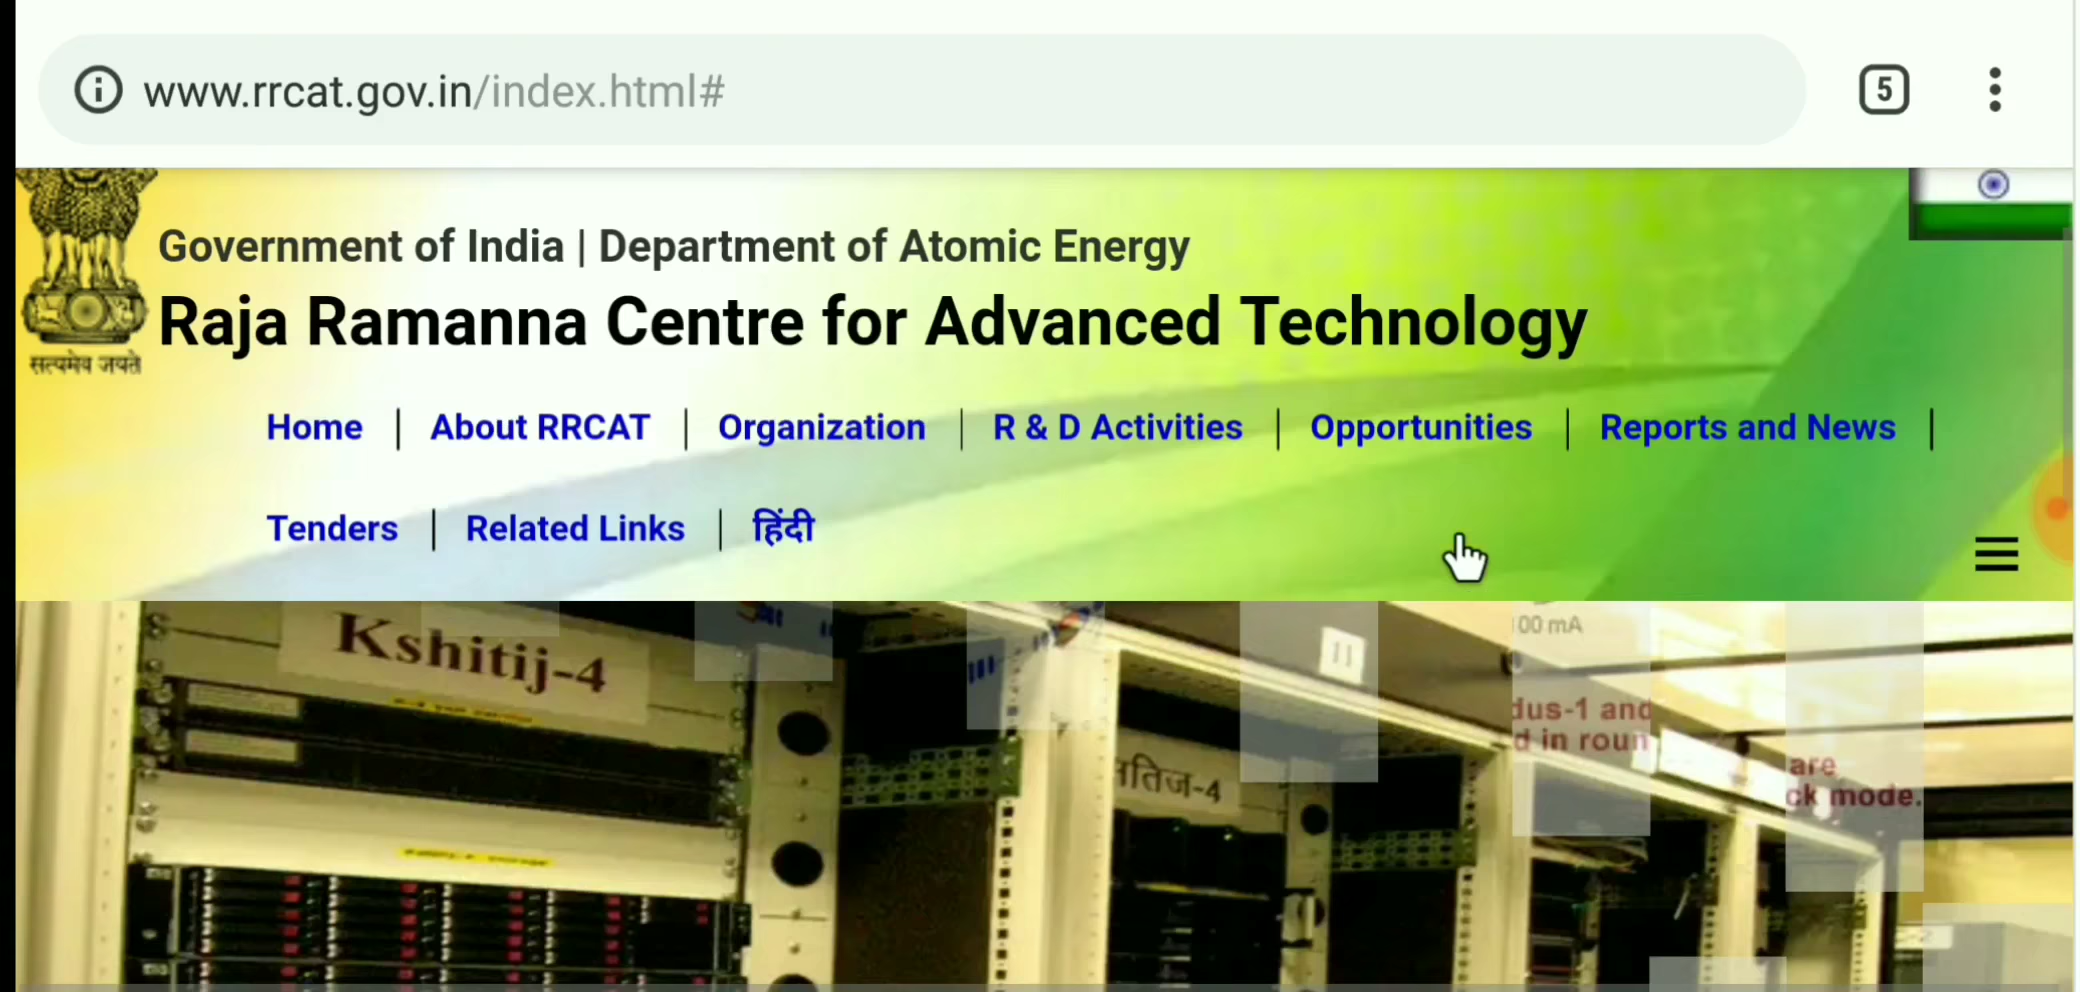 www.rrcat.gov.in/index.html#
5
Government of India | Department of Atomic Energy
Raja Ramanna Centre for Advanced Technology
सत्यमेव जयते
Home | About RRCAT | Organization | R & D Activities | Opportunities | Reports and News |
Tenders | Related Links | हिंदी
Kshitij-4
00 mA
dus-1 and
d in roun
तिज-4
are
ck mode.